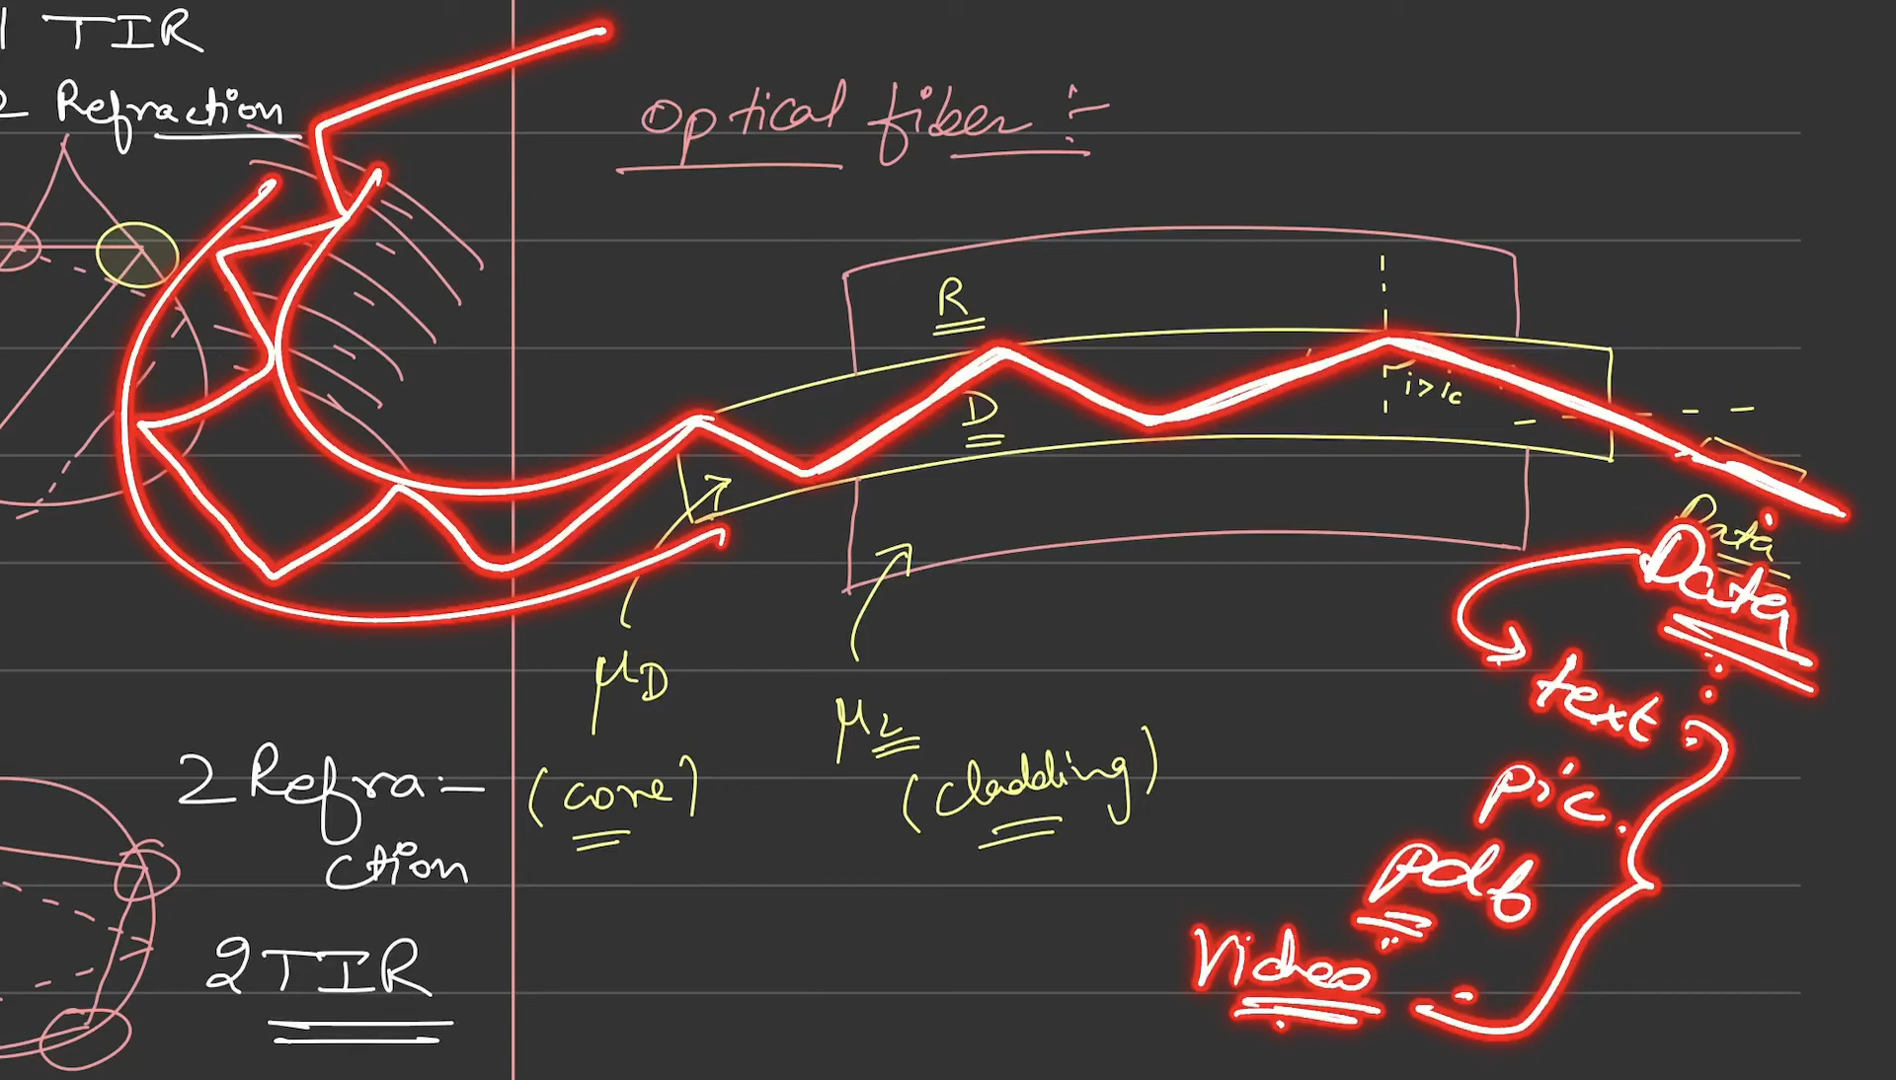 1 TIR
2 Refraction
Optical fiber :-
R
D
i>ic
Data
Data
text
μD
μ2
(core)
(cladding)
pic.
pdf
Video
2 Refra-
ction
2 TIR